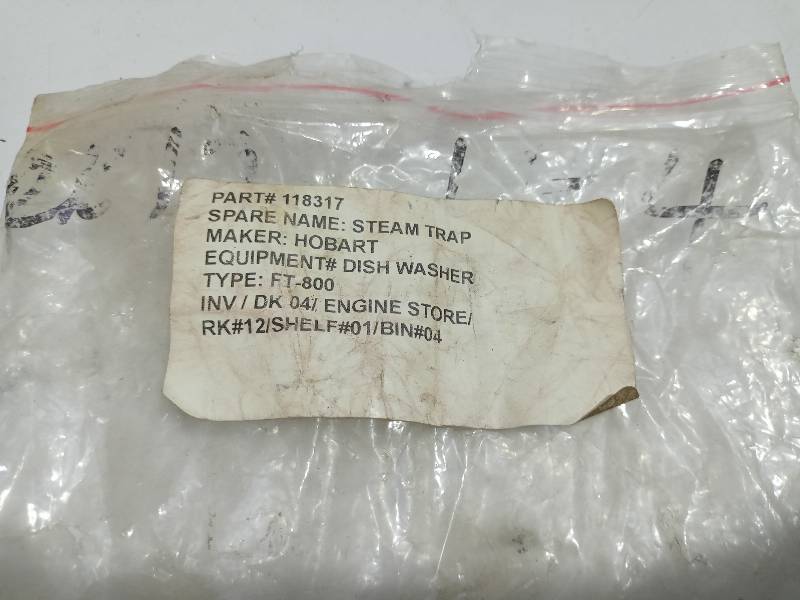 PART# 118317
SPARE NAME: STEAM TRAP
MAKER: HOBART
EQUIPMENT# DISH WASHER
TYPE: FT-800
INV / DK 04/ ENGINE STORE/
RK#12/SHELF#01/BIN#04